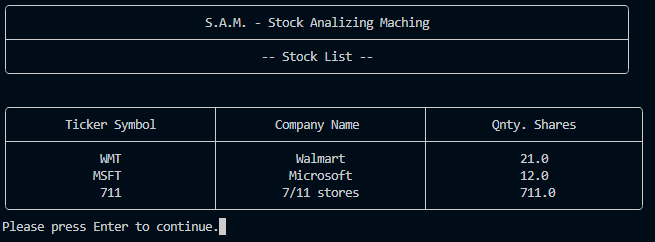 S.A.M. - Stock Analizing Maching
-- Stock List --
Ticker Symbol Company Name Qnty. Shares
WMT Walmart 21.0
MSFT Microsoft 12.0
711 7/11 stores 711.0
Please press Enter to continue.